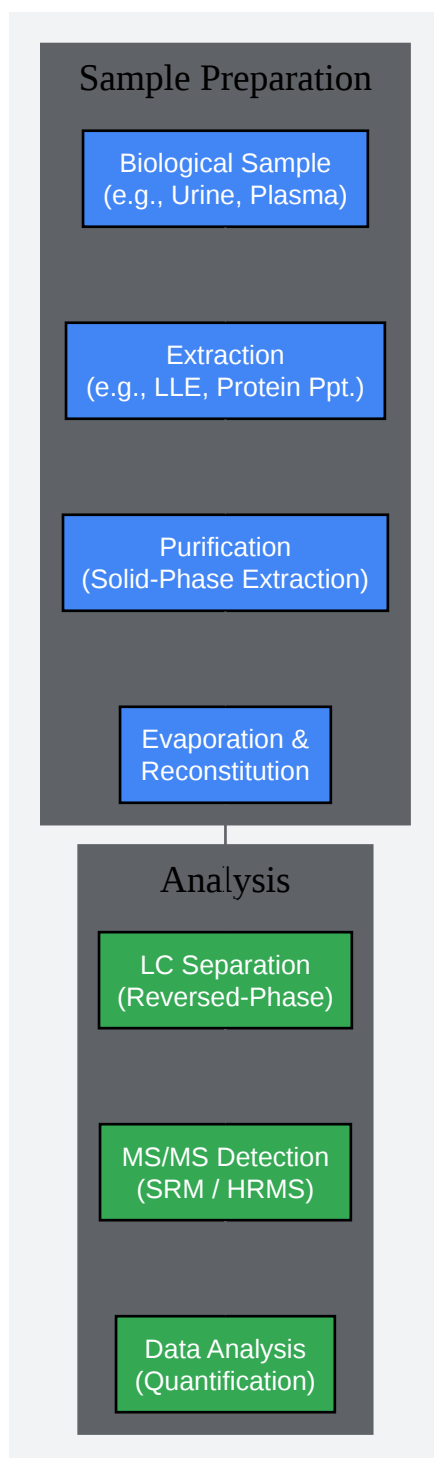 Sample Preparation
Biological Sample
(e.g., Urine, Plasma)
Extraction
(e.g., LLE, Protein Ppt.)
Purification
(Solid-Phase Extraction)
Evaporation &
Reconstitution
Analysis
LC Separation
(Reversed-Phase)
MS/MS Detection
(SRM / HRMS)
Data Analysis
(Quantification)